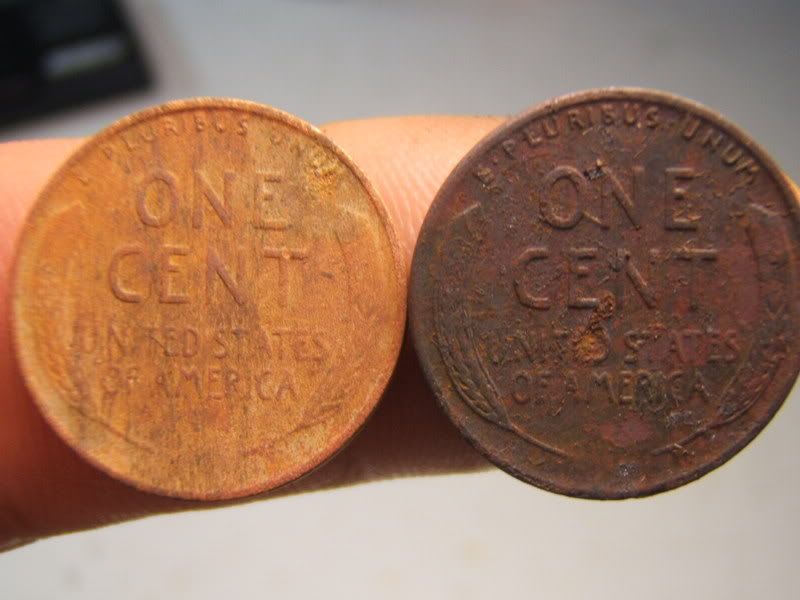 E·PLURIBUS·UNUM
ONE
CENT
UNITED STATES
OF AMERICA
E·PLURIBUS·UNUM
ONE
CENT
UNITED STATES
OF AMERICA